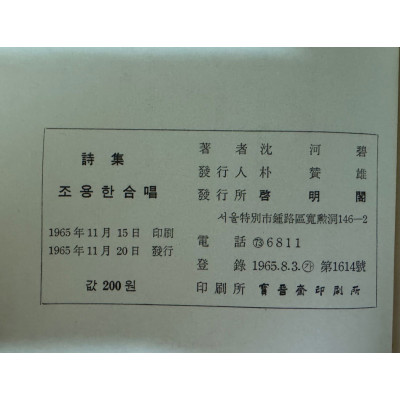 詩集
조용한合唱
1965年 11月 15日 印刷
1965年 11月 20日 發行
값 200원
著者 沈河碧
發行人 朴贊雄
發行所 啓明閣
서울特別市鍾路區寬勳洞146-2
電話 ㉓6811
登錄 1965.8.3.㉮ 第1614號
印刷所 寶晋齋印刷所